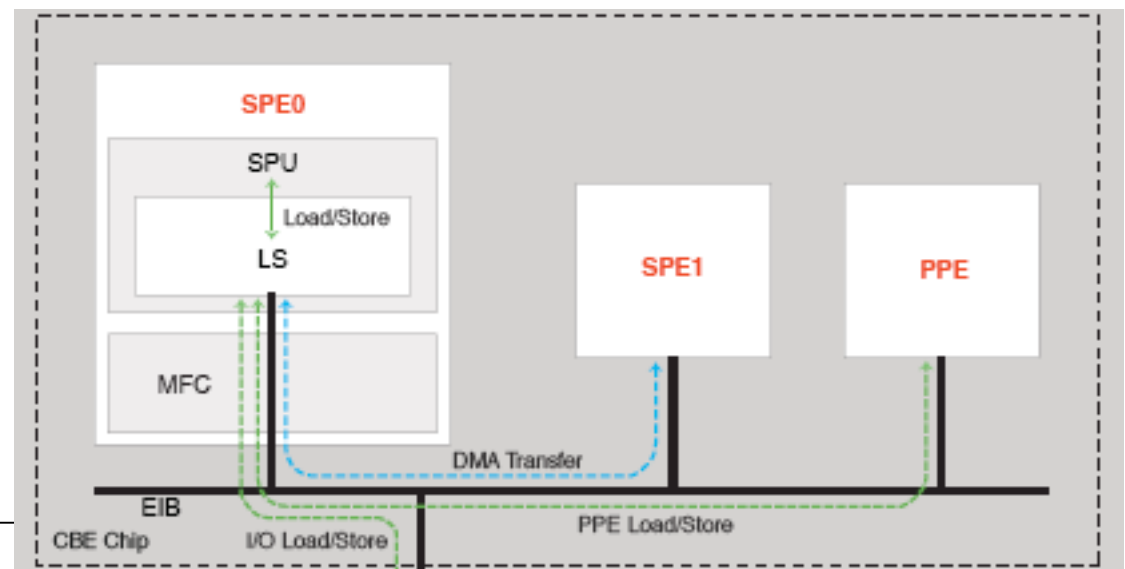 SPE0
SPU
Load/Store
LS
SPE1
PPE
MFC
DMA Transfer
EIB
PPE Load/Store
CBE Chip
I/O Load/Store